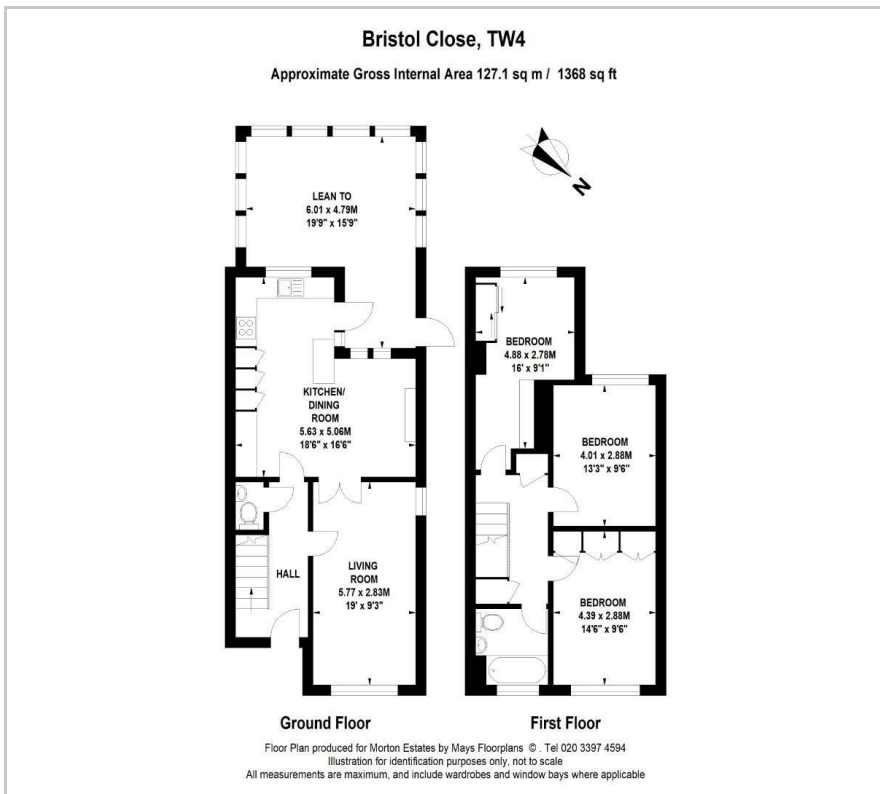 Bristol Close, TW4
Approximate Gross Internal Area 127.1 sq m / 1368 sq ft
N
LEAN TO
6.01 x 4.79M
19'9" x 15'9"
KITCHEN/
DINING
ROOM
5.63 x 5.06M
18'6" x 16'6"
HALL
LIVING
ROOM
5.77 x 2.83M
19' x 9'3"
BEDROOM
4.88 x 2.78M
16' x 9'1"
BEDROOM
4.01 x 2.88M
13'3" x 9'6"
BEDROOM
4.39 x 2.88M
14'6" x 9'6"
Ground Floor
First Floor
Floor Plan produced for Morton Estates by Mays Floorplans © . Tel 020 3397 4594
Illustration for identification purposes only, not to scale
All measurements are maximum, and include wardrobes and window bays where applicable